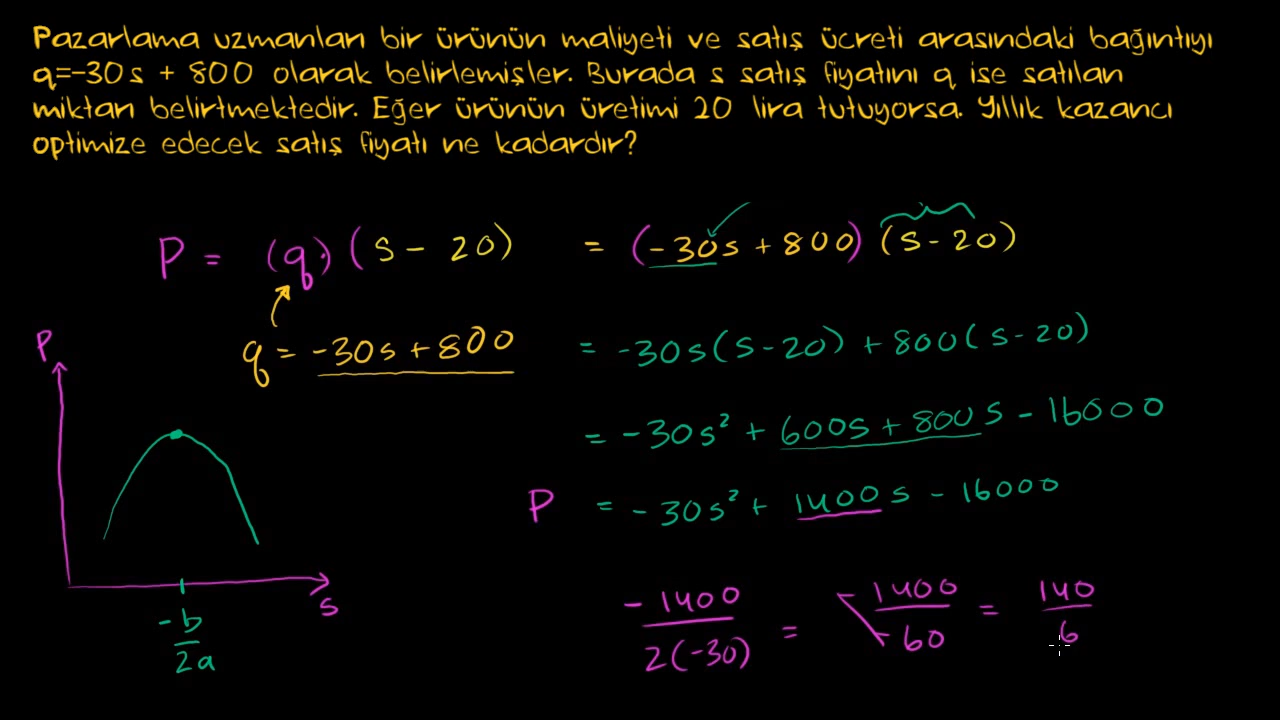 Pazarlama uzmanları bir ürünün maliyeti ve satış ücreti arasındaki bağıntıyı
q=-30s + 800 olarak belirlemişler. Burada s satış fiyatını q ise satılan
miktarı belirtmektedir. Eğer ürünün üretimi 20 lira tutuyorsa. Yıllık kazancı
optimize edecek satış fiyatı ne kadardır?
P = (q·)(s - 20) = (-30s + 800)(s - 20)
q = -30s + 800 = -30s(s - 20) + 800(s - 20)
P
= -30s² + 600s + 800s - 16000
P = -30s² + 1400s - 16000
s
-b/2a
-1400/2(-30) = -1400/-60 = 140/6